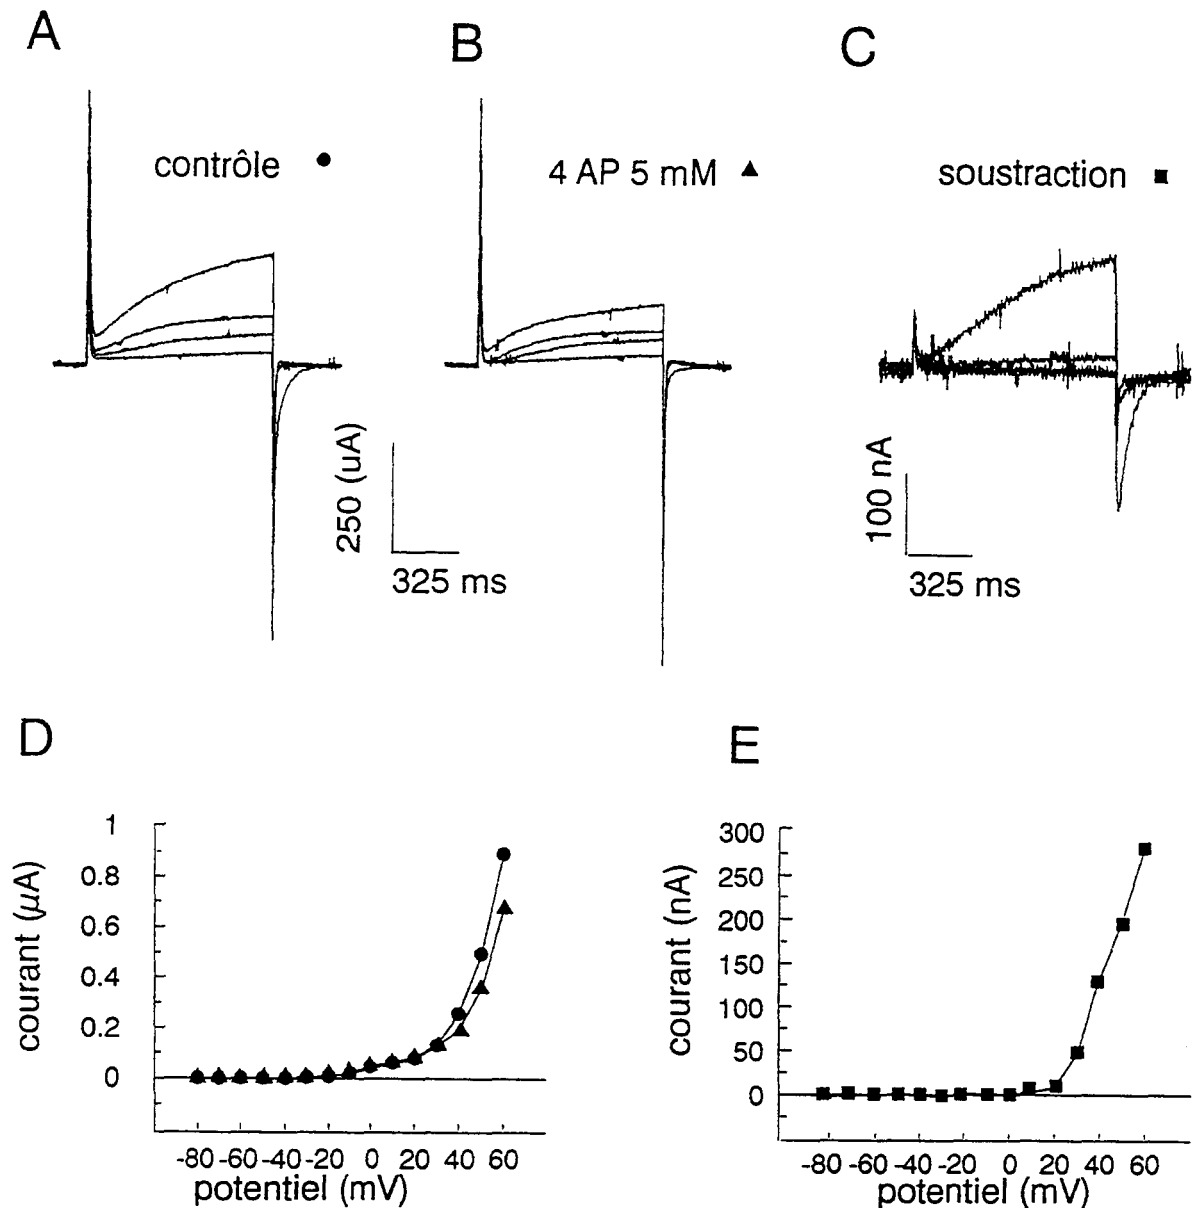 A
B
C
contrôle
4 AP 5 mM
soustraction
250 (uA)
325 ms
100 nA
325 ms
D
E
courant (µA)
1
0.8
0.6
0.4
0.2
0
-80 -60 -40 -20 0 20 40 60
potentiel (mV)
courant (nA)
300
250
200
150
100
50
0
-80 -60 -40 -20 0 20 40 60
potentiel (mV)